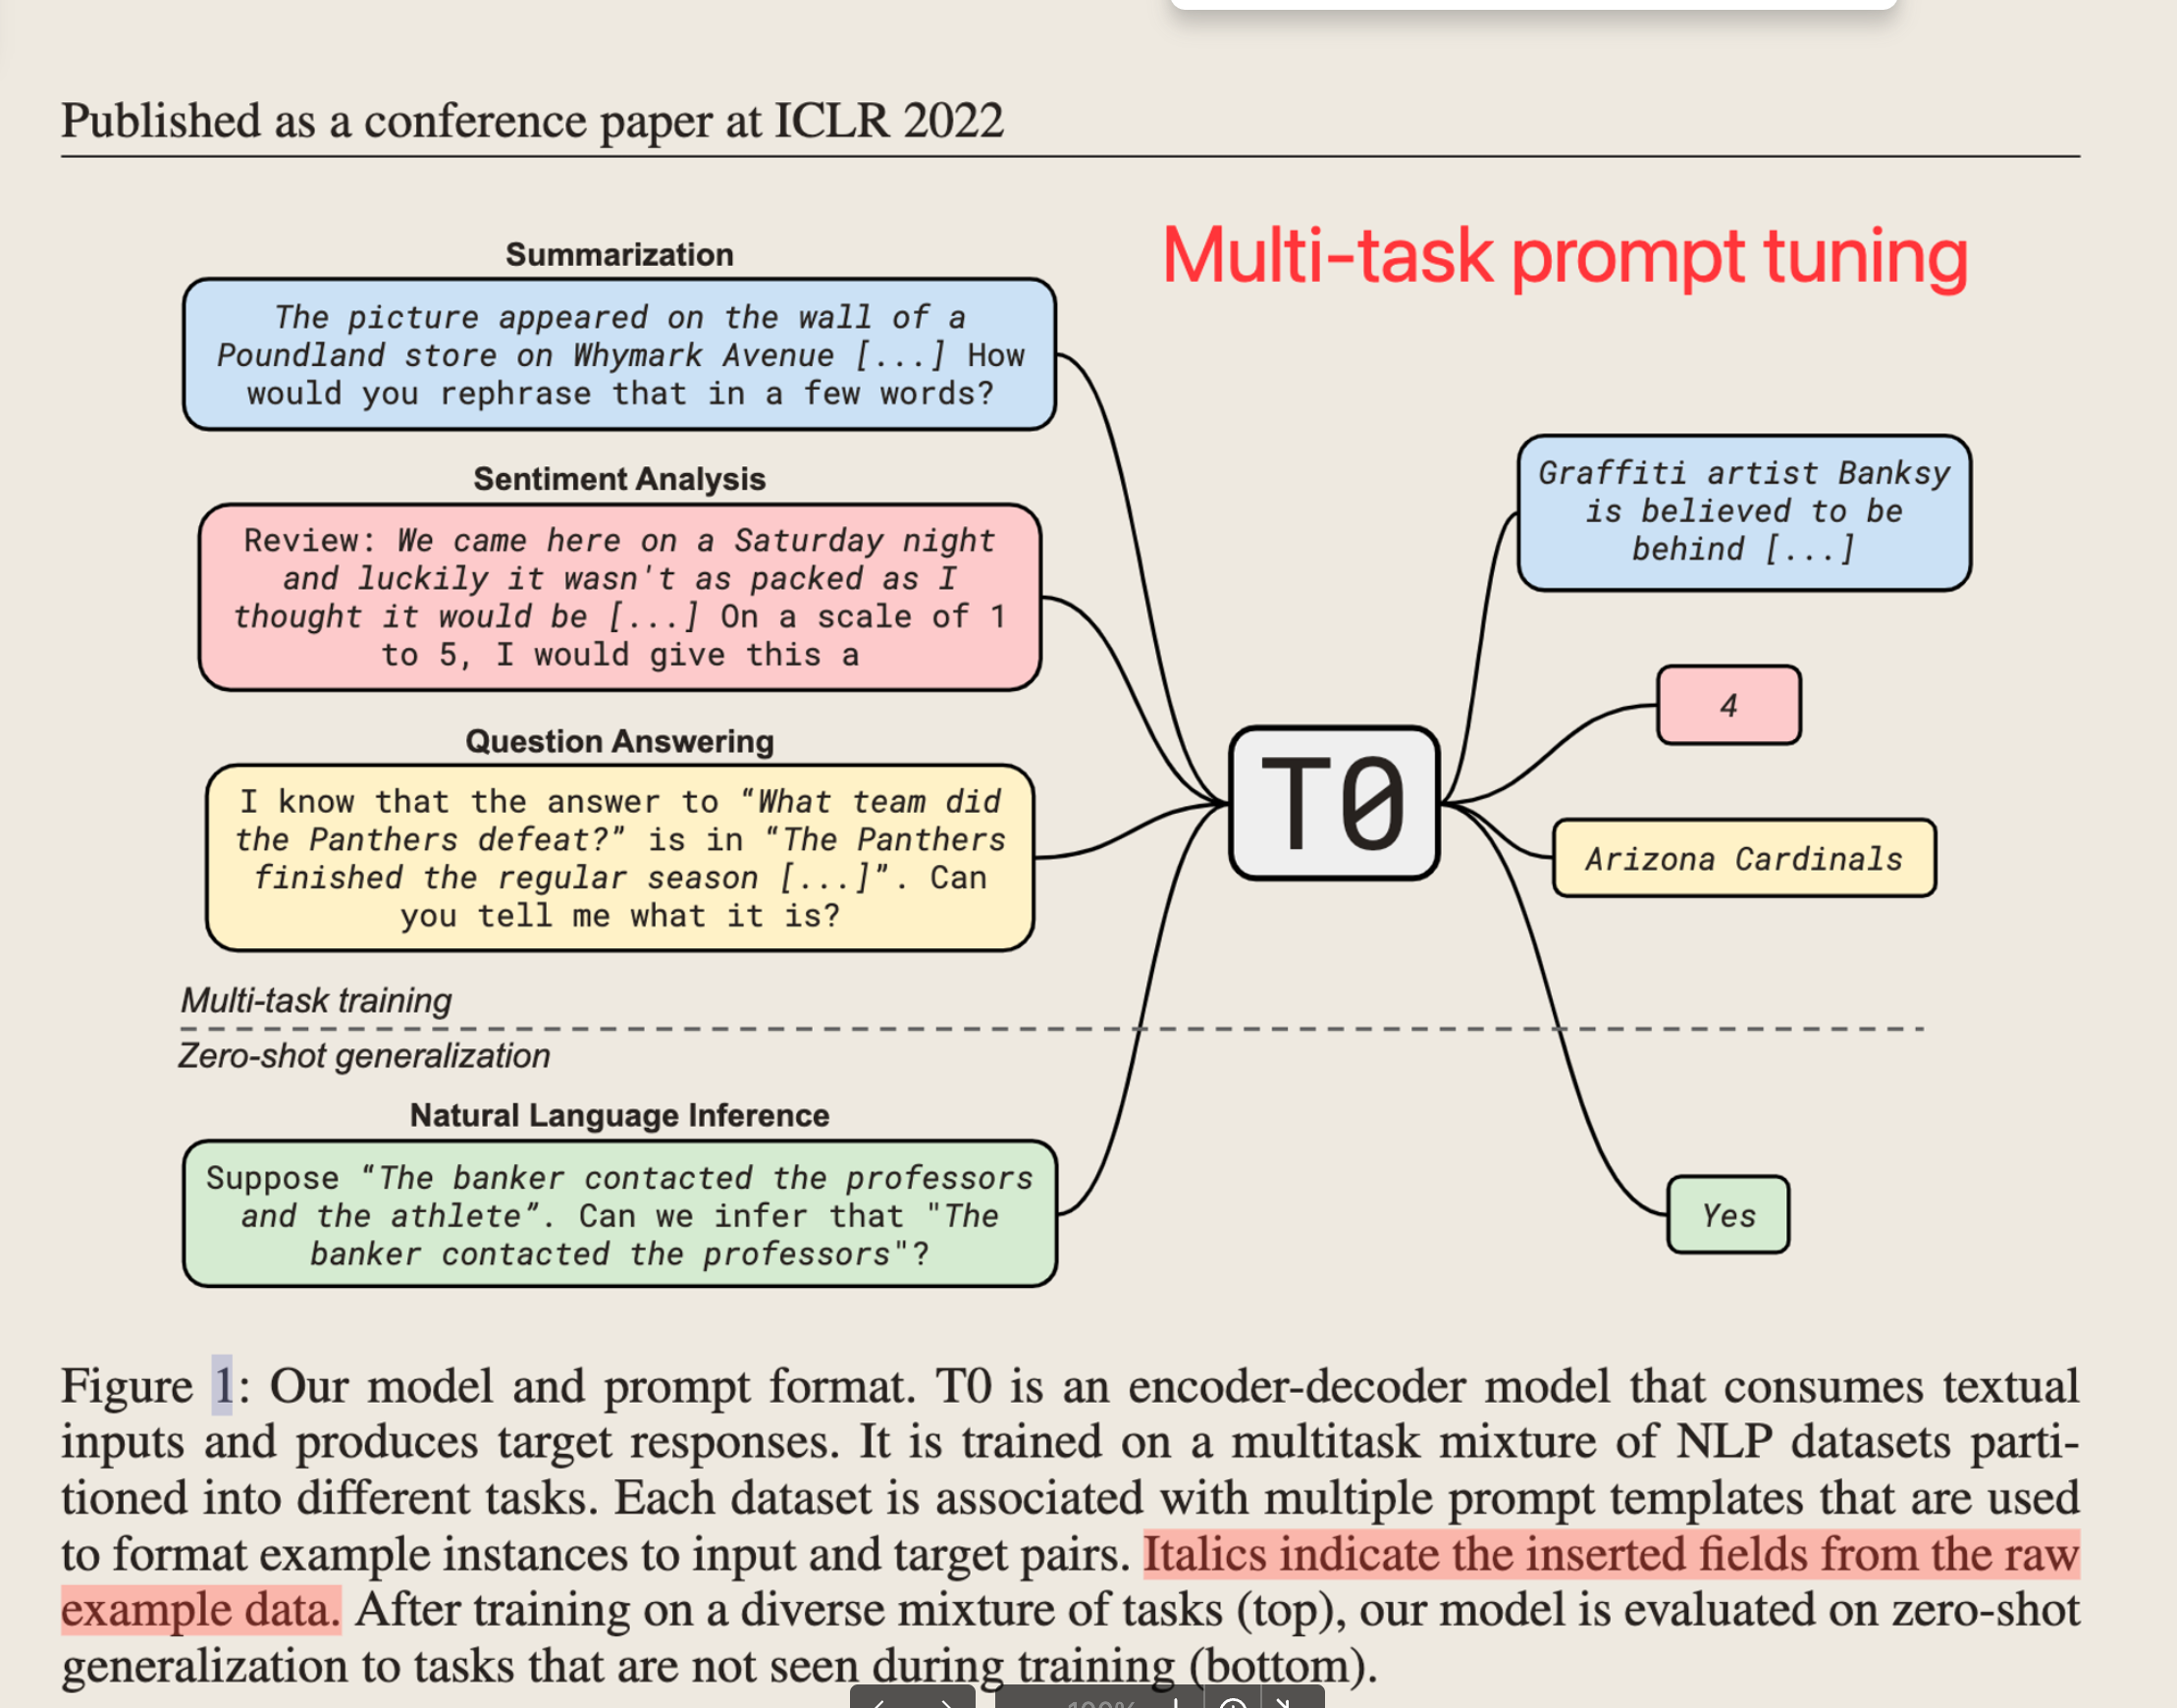 Published as a conference paper at ICLR 2022
Multi-task prompt tuning
Summarization
The picture appeared on the wall of a
Poundland store on Whymark Avenue [...] How
would you rephrase that in a few words?
Sentiment Analysis
Review: We came here on a Saturday night
and luckily it wasn't as packed as I
thought it would be [...] On a scale of 1
to 5, I would give this a
Question Answering
I know that the answer to “What team did
the Panthers defeat?” is in “The Panthers
finished the regular season [...]”. Can
you tell me what it is?
Multi-task training
Zero-shot generalization
Natural Language Inference
Suppose “The banker contacted the professors
and the athlete”. Can we infer that "The
banker contacted the professors"?
T0
Graffiti artist Banksy
is believed to be
behind [...]
4
Arizona Cardinals
Yes
Figure 1: Our model and prompt format. T0 is an encoder-decoder model that consumes textual
inputs and produces target responses. It is trained on a multitask mixture of NLP datasets parti-
tioned into different tasks. Each dataset is associated with multiple prompt templates that are used
to format example instances to input and target pairs. Italics indicate the inserted fields from the raw
example data. After training on a diverse mixture of tasks (top), our model is evaluated on zero-shot
generalization to tasks that are not seen during training (bottom).